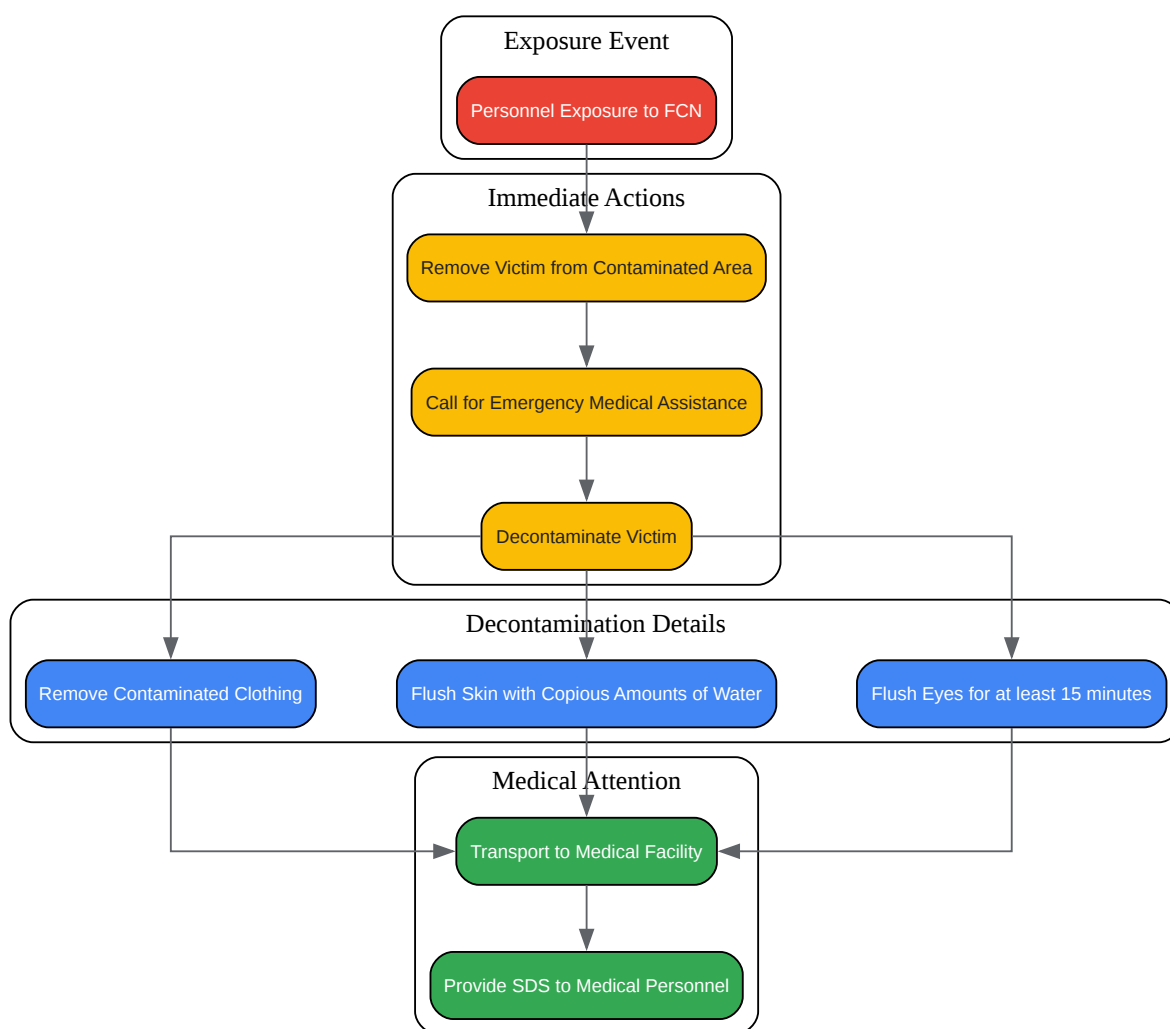 Exposure Event
Personnel Exposure to FCN
Immediate Actions
Remove Victim from Contaminated Area
Call for Emergency Medical Assistance
Decontaminate Victim
Decontamination Details
Remove Contaminated Clothing
Flush Skin with Copious Amounts of Water
Flush Eyes for at least 15 minutes
Medical Attention
Transport to Medical Facility
Provide SDS to Medical Personnel